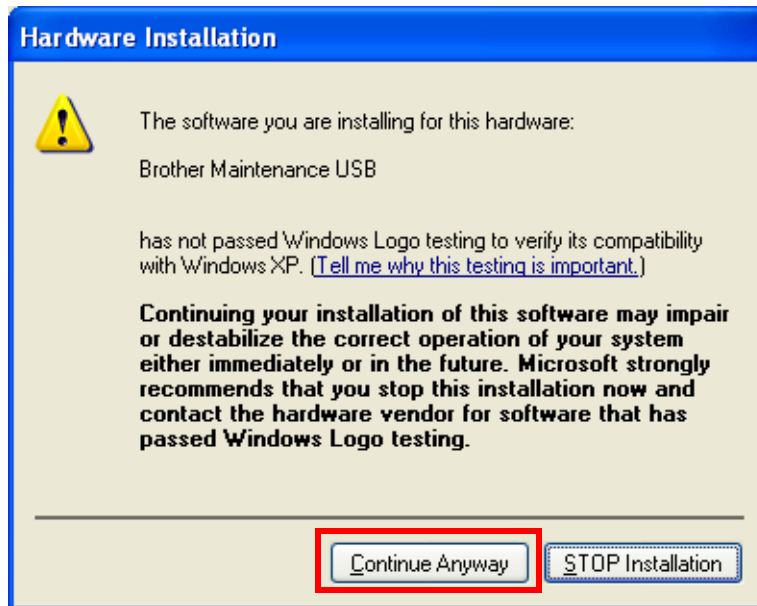 Hardware Installation
The software you are installing for this hardware:
Brother Maintenance USB
has not passed Windows Logo testing to verify its compatibility
with Windows XP. (Tell me why this testing is important.)
Continuing your installation of this software may impair
or destabilize the correct operation of your system
either immediately or in the future. Microsoft strongly
recommends that you stop this installation now and
contact the hardware vendor for software that has
passed Windows Logo testing.
Continue Anyway
STOP Installation